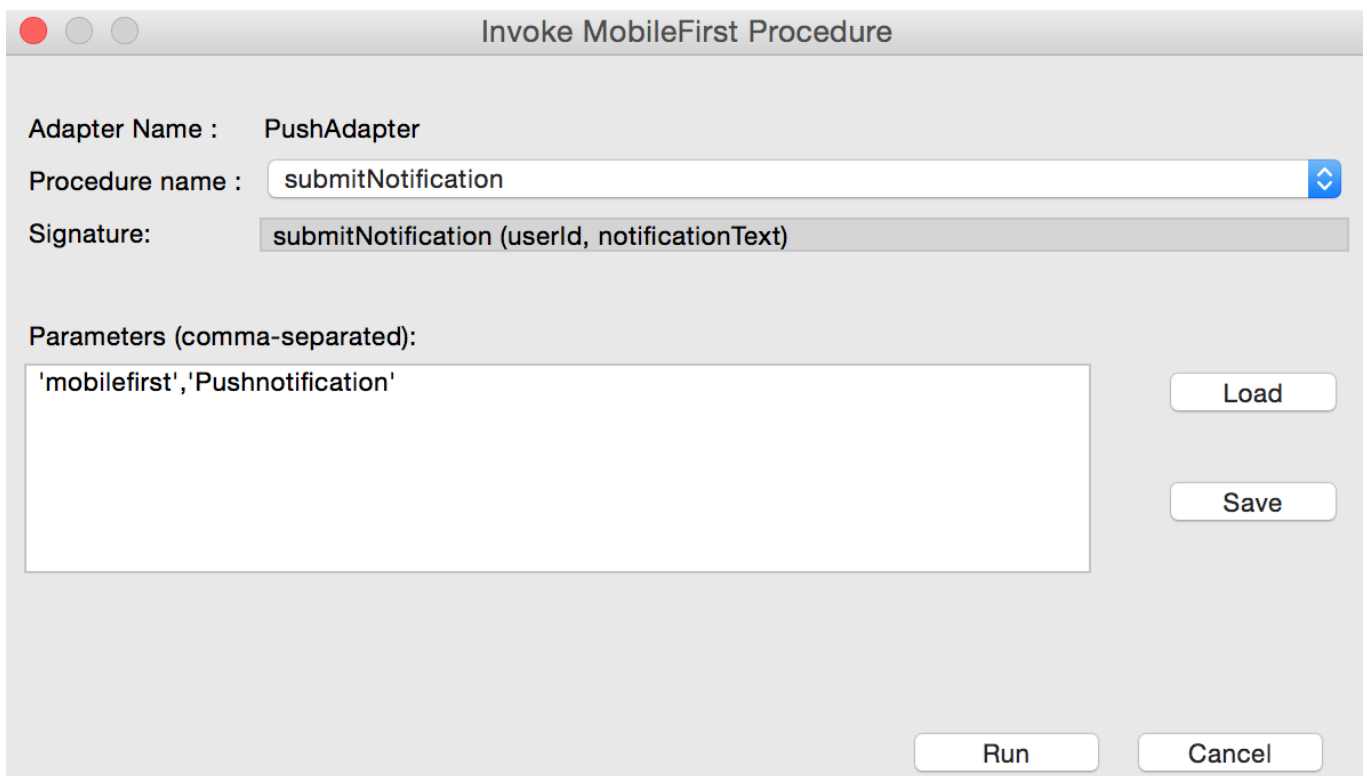 Invoke MobileFirst Procedure
Adapter Name : PushAdapter
Procedure name : submitNotification
Signature: submitNotification (userId, notificationText)
Parameters (comma-separated):
'mobilefirst','Pushnotification'
Load
Save
Run Cancel